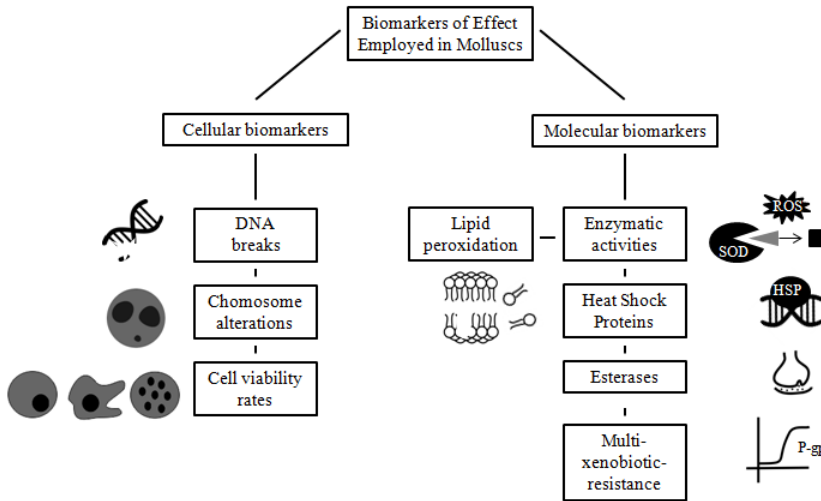 Biomarkers of Effect
Employed in Molluscs
Cellular biomarkers
Molecular biomarkers
DNA
breaks
Chomosome
alterations
Cell viability
rates
Lipid
peroxidation
Enzymatic
activities
Heat Shock
Proteins
Esterases
Multi-
xenobiotic-
resistance
ROS
SOD
HSP
P-gp